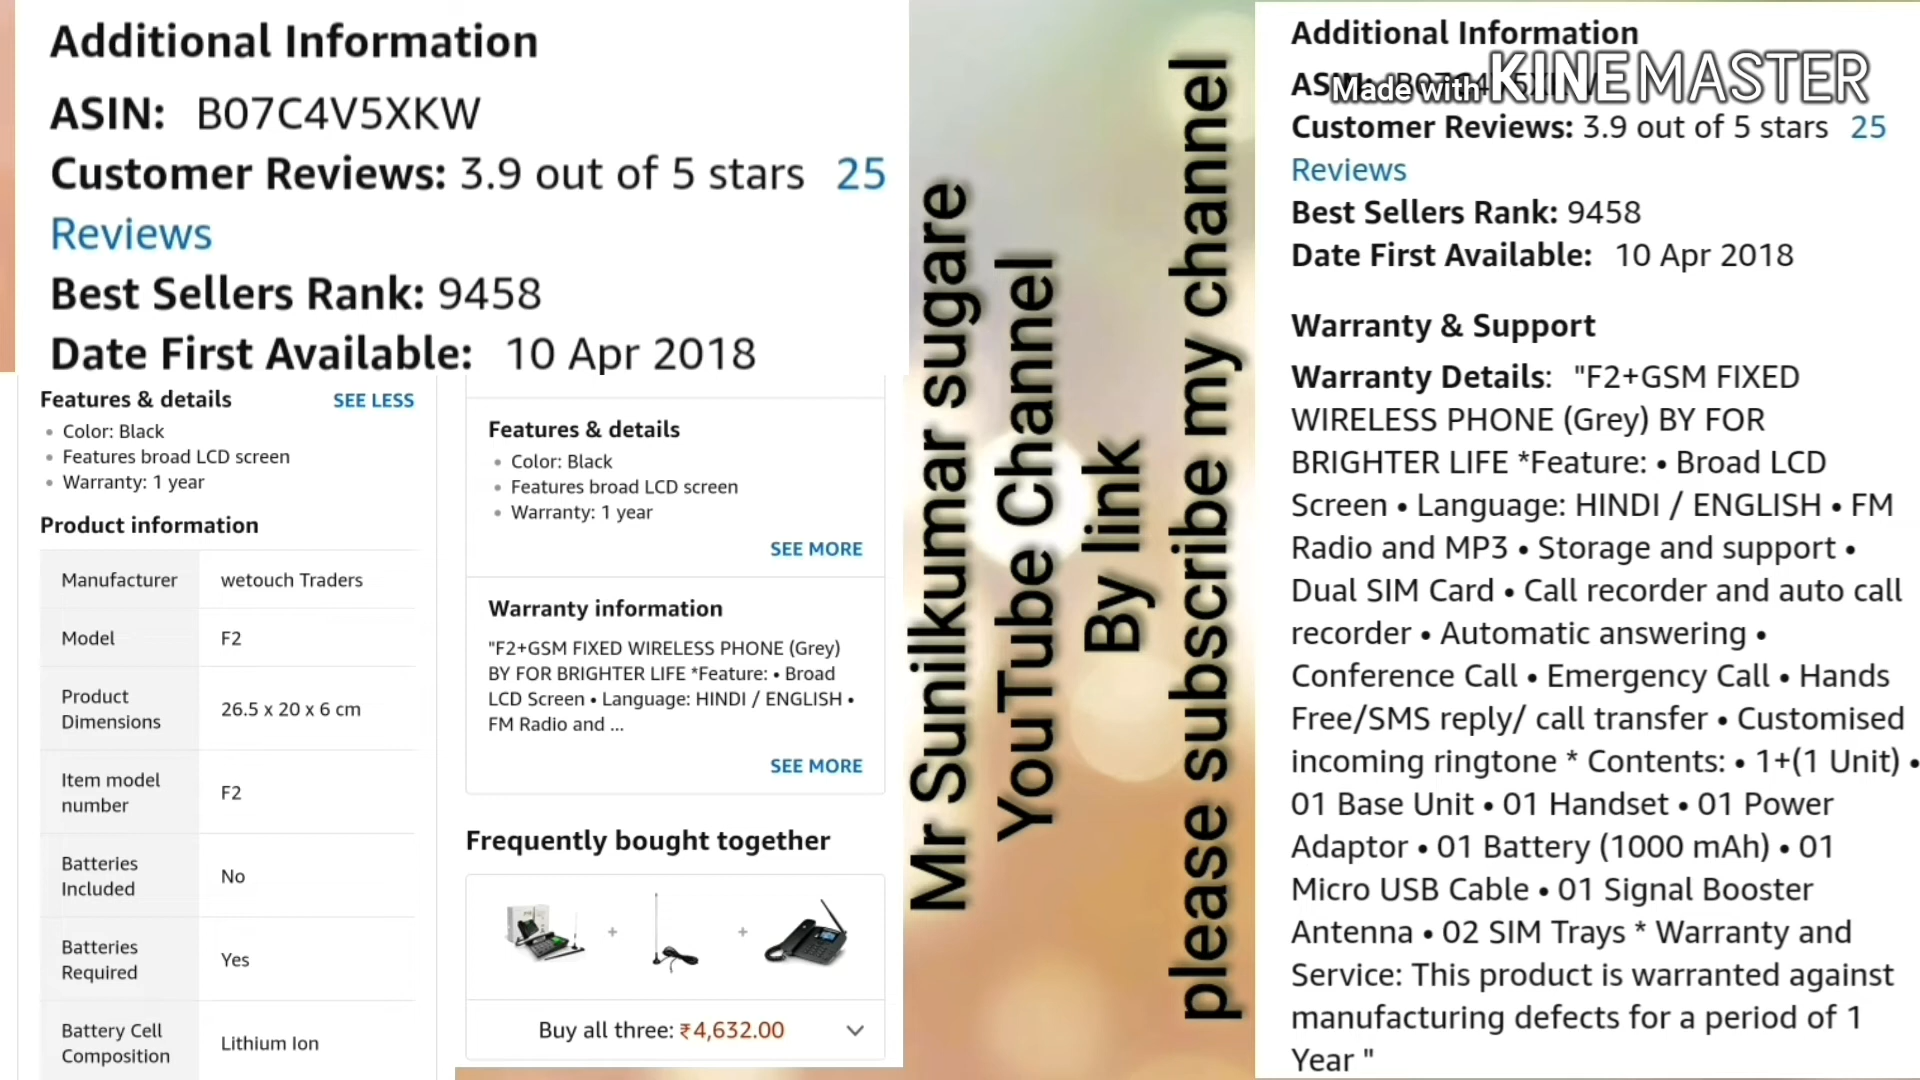 Additional Information
ASIN: B07C4V5XKW
Customer Reviews: 3.9 out of 5 stars 25
Reviews
Best Sellers Rank: 9458
Date First Available: 10 Apr 2018
Features & details SEE LESS
• Color: Black
• Features broad LCD screen
• Warranty: 1 year
Product information
Manufacturer wetouch Traders
Model F2
Product
Dimensions 26.5 x 20 x 6 cm
Item model
number F2
Batteries
Included No
Batteries
Required Yes
Battery Cell
Composition Lithium Ion
Features & details
• Color: Black
• Features broad LCD screen
• Warranty: 1 year
SEE MORE
Warranty information
"F2+GSM FIXED WIRELESS PHONE (Grey)
BY FOR BRIGHTER LIFE *Feature: • Broad
LCD Screen • Language: HINDI / ENGLISH •
FM Radio and ...
SEE MORE
Frequently bought together
+ +
Buy all three: ₹4,632.00
Mr Sunilkumar sugare
YouTube Channel
By link
please subscribe my channel
Additional Information
Made with KINEMASTER
Customer Reviews: 3.9 out of 5 stars 25
Reviews
Best Sellers Rank: 9458
Date First Available: 10 Apr 2018
Warranty & Support
Warranty Details: "F2+GSM FIXED
WIRELESS PHONE (Grey) BY FOR
BRIGHTER LIFE *Feature: • Broad LCD
Screen • Language: HINDI / ENGLISH • FM
Radio and MP3 • Storage and support •
Dual SIM Card • Call recorder and auto call
recorder • Automatic answering •
Conference Call • Emergency Call • Hands
Free/SMS reply/ call transfer • Customised
incoming ringtone * Contents: • 1+(1 Unit) •
01 Base Unit • 01 Handset • 01 Power
Adaptor • 01 Battery (1000 mAh) • 01
Micro USB Cable • 01 Signal Booster
Antenna • 02 SIM Trays * Warranty and
Service: This product is warranted against
manufacturing defects for a period of 1
Year "